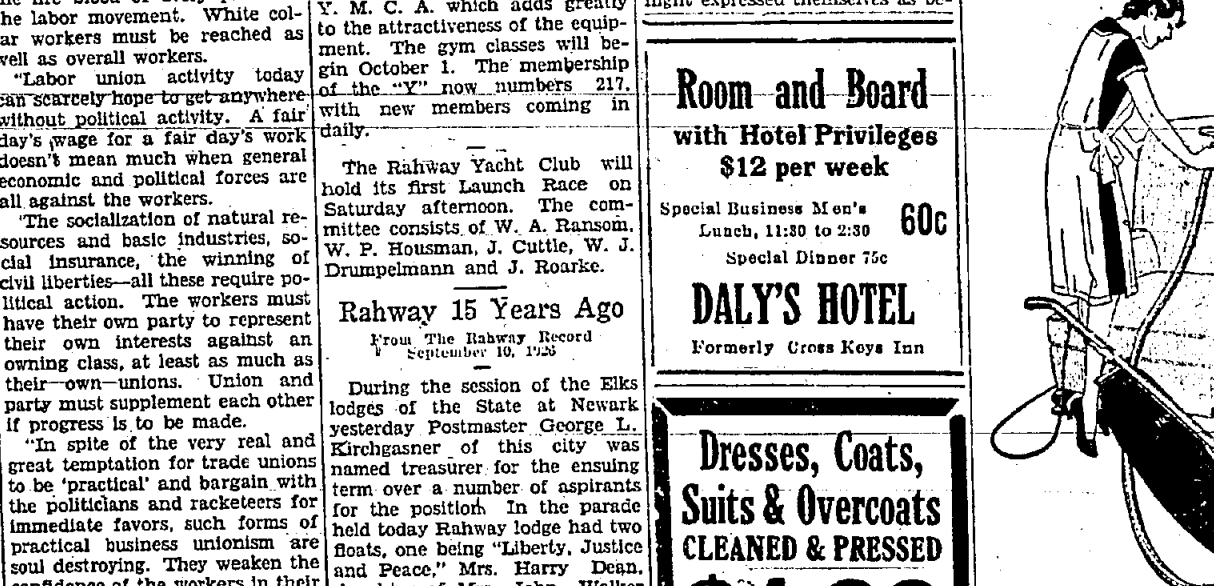 the labor movement. White col-
ar workers must be reached as
well as overall workers.
"Labor union activity today
can scarcely hope to get anywhere
without political activity. A fair
day's wage for a fair day's work
doesn't mean much when general
economic and political forces are
all against the workers.
'The socialization of natural re-
sources and basic industries, so-
cial insurance, the winning of
civil liberties—all these require po-
litical action. The workers must
have their own party to represent
their own interests against an
owning class, at least as much as
their—own—unions. Union and
party must supplement each other
if progress is to be made.
"In spite of the very real and
great temptation for trade unions
to be 'practical' and bargain with
the politicians and racketeers for
immediate favors, such forms of
practical business unionism are
soul destroying. They weaken the
confidence of the workers in their
Y. M. C. A. which adds greatly
to the attractiveness of the equip-
ment. The gym classes will be-
gin October 1. The membership
of the "Y" now numbers 217.
with new members coming in
daily.
The Rahway Yacht Club will
hold its first Launch Race on
Saturday afternoon. The com-
mittee consists of W. A. Ransom,
W. P. Housman, J. Cuttle, W. J.
Drumpelmann and J. Roarke.
Rahway 15 Years Ago
From The Rahway Record
September 10, 1926
During the session of the Elks
lodges of the State at Newark
yesterday Postmaster George L.
Kirchgasner of this city was
named treasurer for the ensuing
term over a number of aspirants
for the position. In the parade
held today Rahway lodge had two
floats, one being "Liberty, Justice
and Peace," Mrs. Harry Dean,
might expressed themselves as be-
Room and Board
with Hotel Privileges
$12 per week
Special Business Men's
Lunch, 11:30 to 2:30
60c
Special Dinner 75c
DALY'S HOTEL
Formerly Cross Keys Inn
Dresses, Coats,
Suits & Overcoats
CLEANED & PRESSED